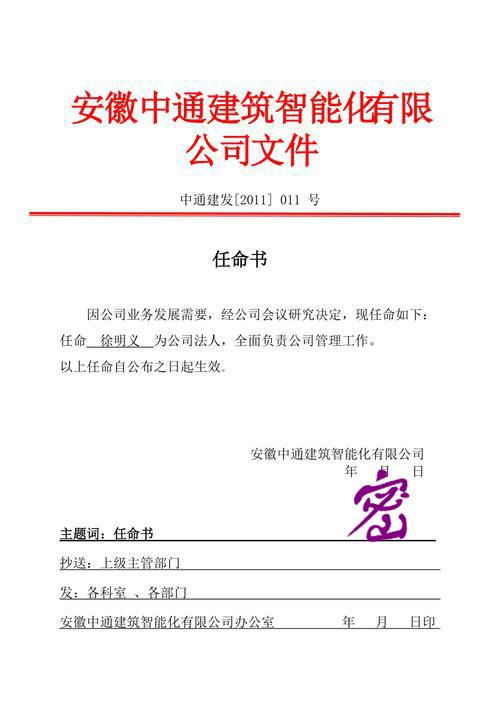 安徽中通建筑智能化有限
公司文件
中通建发[2011] 011 号
任命书
因公司业务发展需要，经公司会议研究决定，现任命如下：
任命 徐明义 为公司法人，全面负责公司管理工作。
以上任命自公布之日起生效。
安徽中通建筑智能化有限公司
年 月 日
密
主题词：任命书
抄送：上级主管部门
发：各科室 、各部门
安徽中通建筑智能化有限公司办公室 年 月 日印